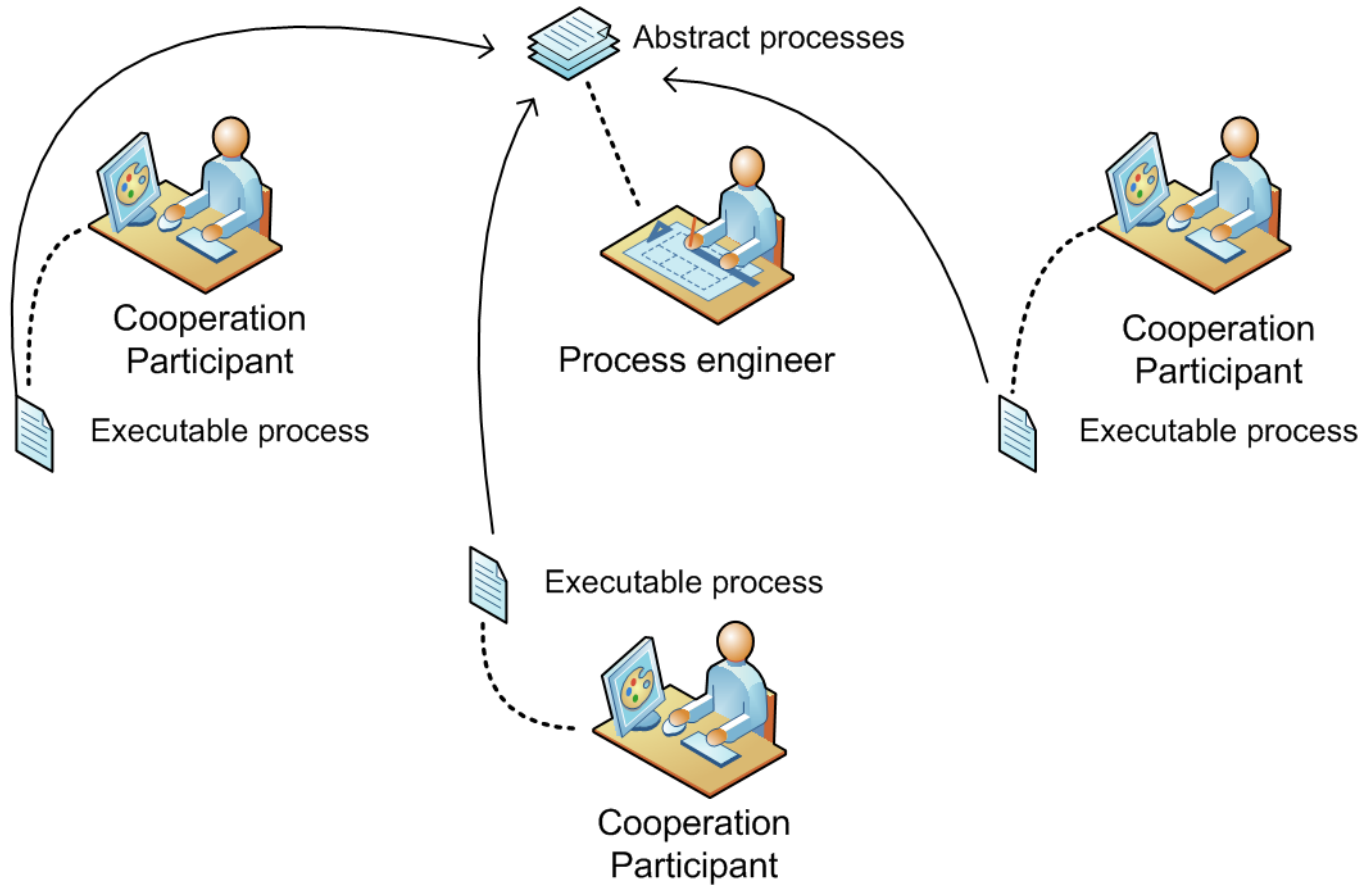 Abstract processes
Cooperation
Participant
Process engineer
Cooperation
Participant
Executable process
Executable process
Executable process
Cooperation
Participant